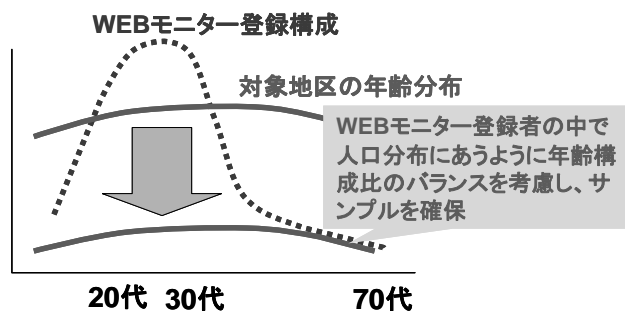 WEBモニター登録構成
対象地区の年齢分布
WEBモニター登録者の中で
人口分布にあうように年齢構
成比のバランスを考慮し、サ
ンプルを確保
20代 30代 70代